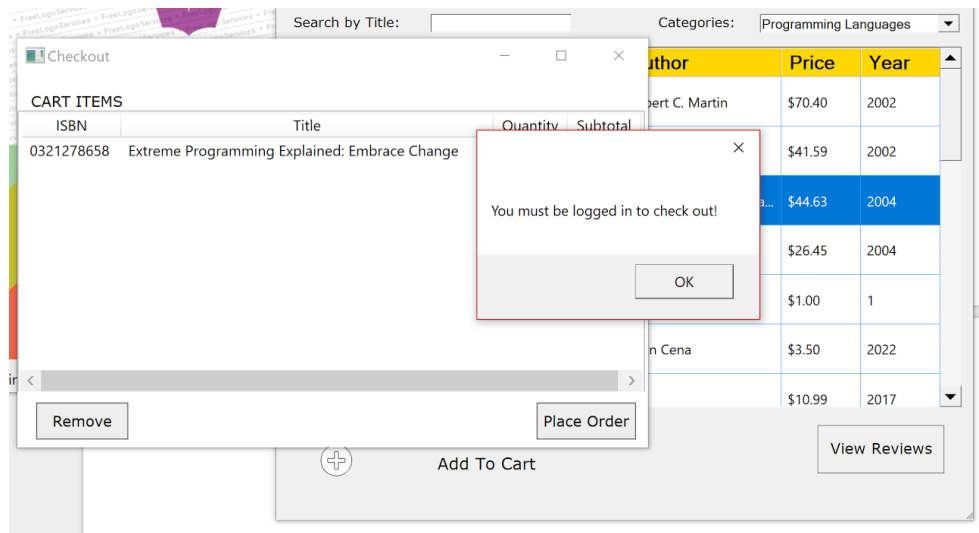 Search by Title:
Categories:
Programming Languages
Checkout
CART ITEMS
ISBN Title Quantity Subtotal
0321278658 Extreme Programming Explained: Embrace Change
You must be logged in to check out!
OK
Remove
Place Order
Price Year
C. Martin $70.40 2002
$41.59 2002
$44.63 2004
$26.45 2004
$1.00 1
Cena $3.50 2022
$10.99 2017
Add To Cart
View Reviews
FreeLogoServices